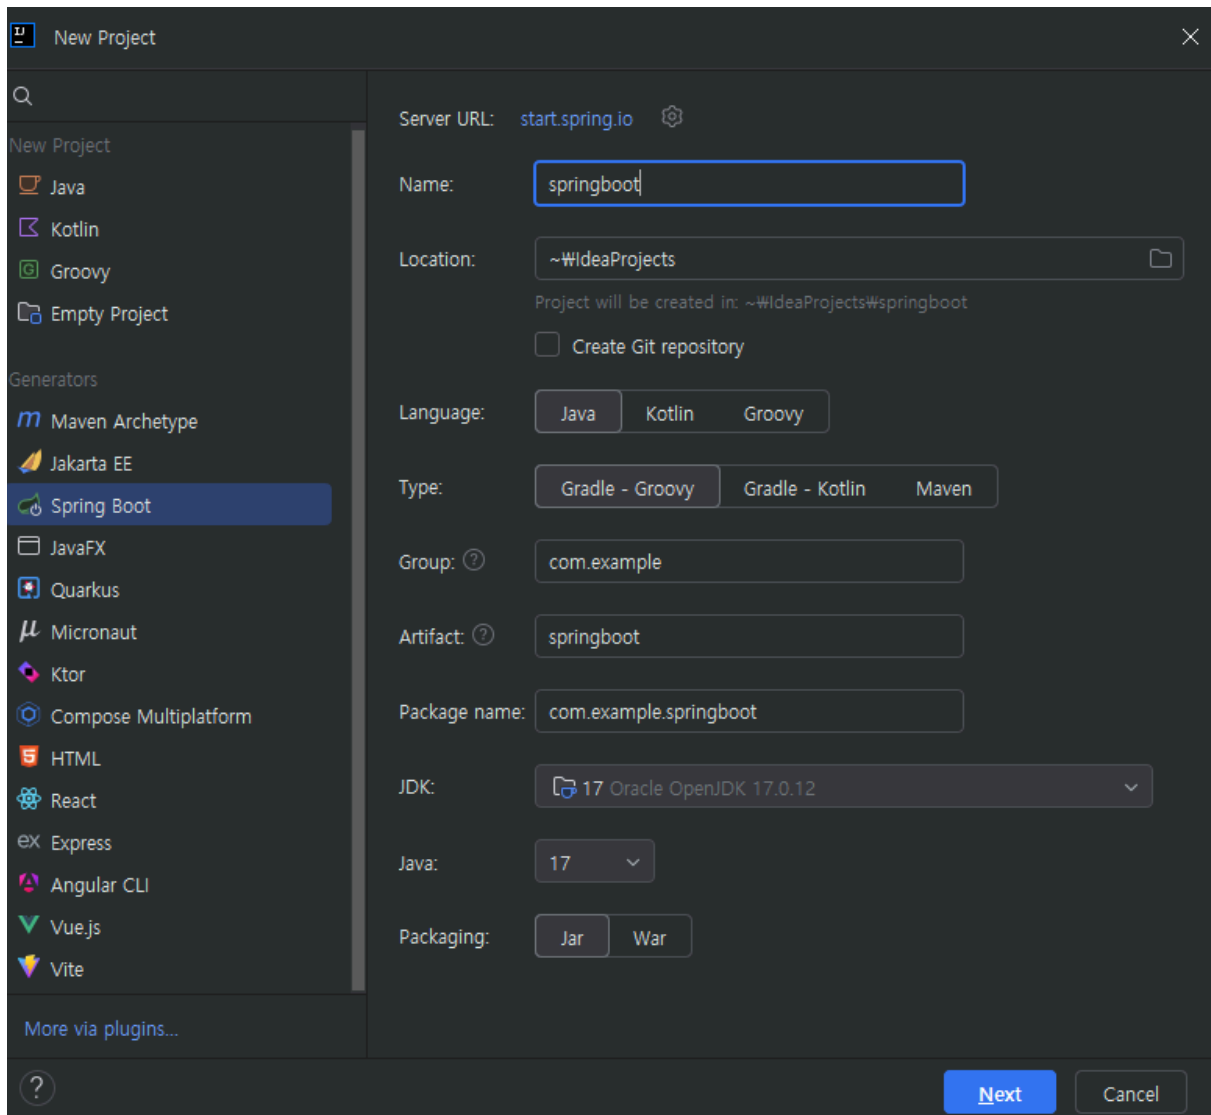 New Project
New Project
Java
Kotlin
Groovy
Empty Project
Generators
Maven Archetype
Jakarta EE
Spring Boot
JavaFX
Quarkus
Micronaut
Ktor
Compose Multiplatform
HTML
React
ex Express
Angular CLI
Vue.js
Vite
More via plugins...
Server URL: start.spring.io
Name: springboot
Location: ~₩IdeaProjects
Project will be created in: ~₩IdeaProjects₩springboot
Create Git repository
Language: Java Kotlin Groovy
Type: Gradle - Groovy Gradle - Kotlin Maven
Group: com.example
Artifact: springboot
Package name: com.example.springboot
JDK: 17 Oracle OpenJDK 17.0.12
Java: 17
Packaging: Jar War
? Next Cancel